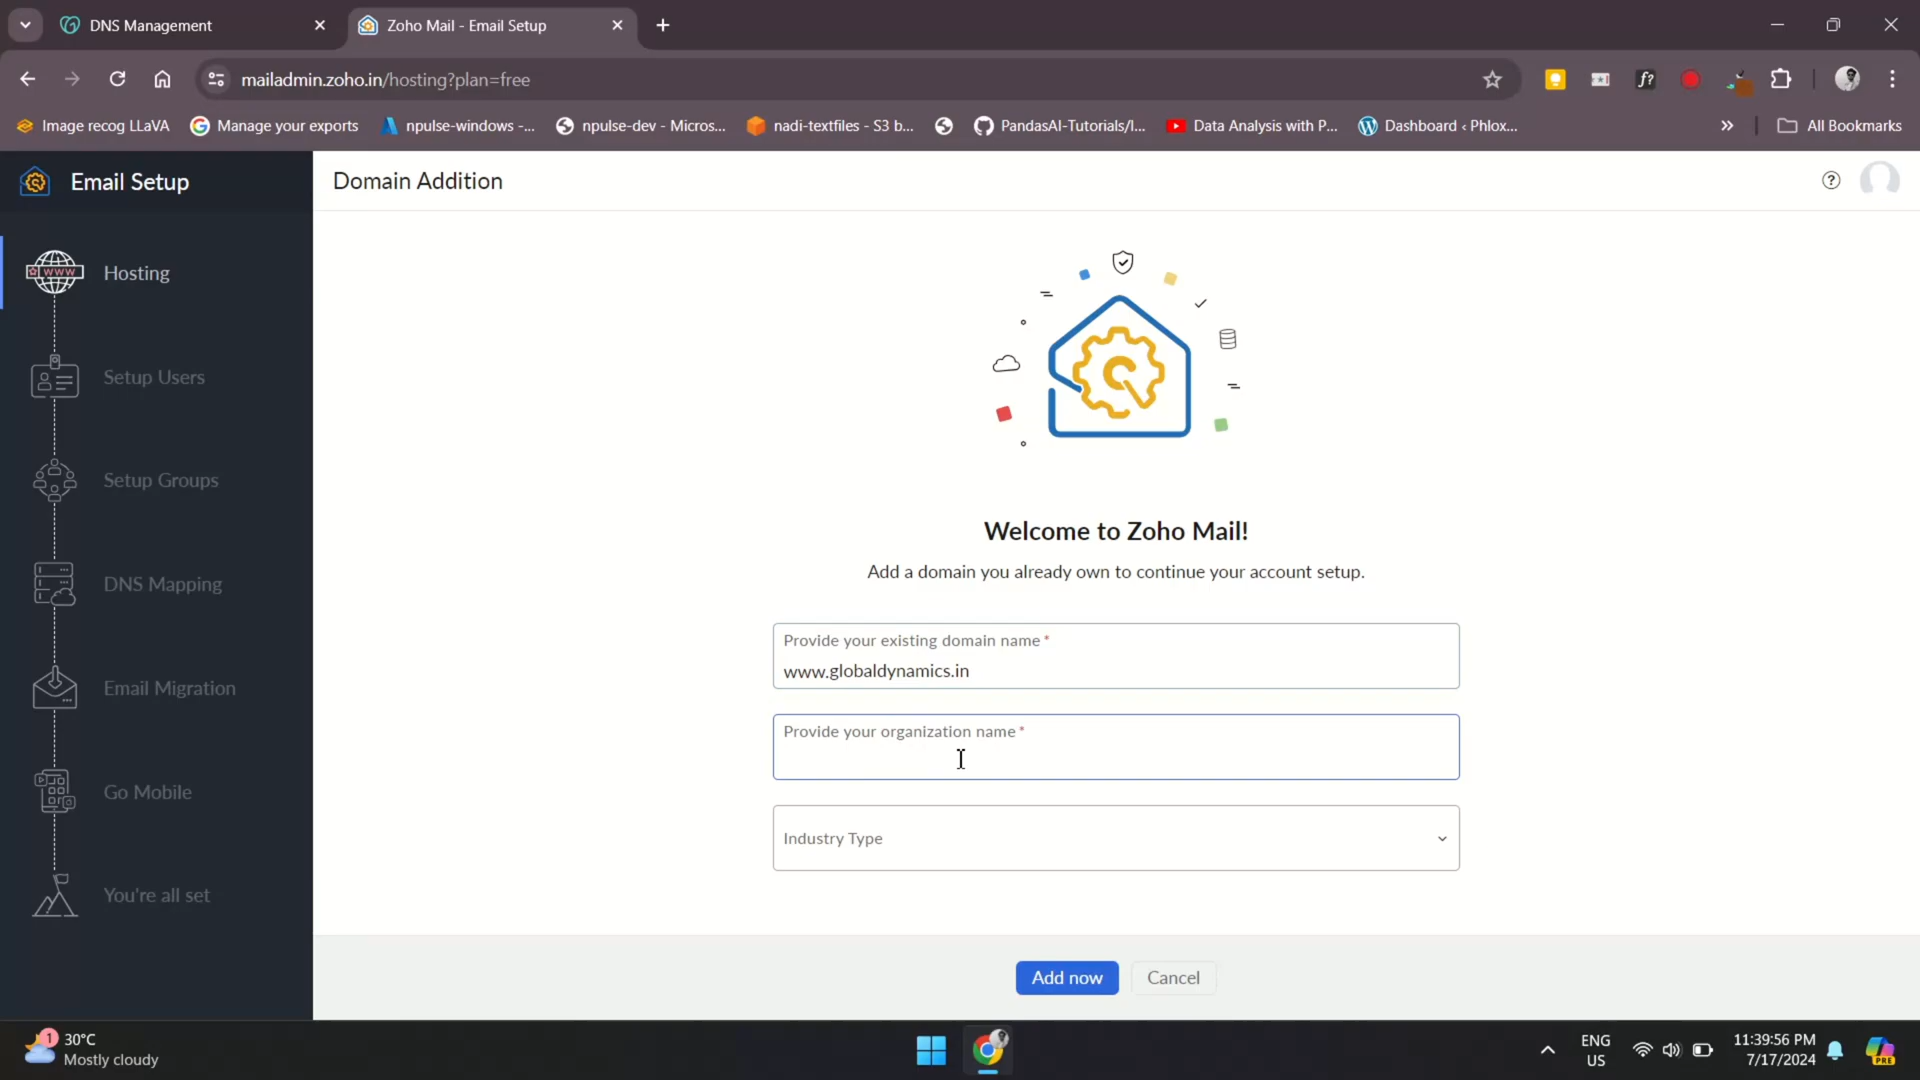 DNS Management
Zoho Mail - Email Setup
mailadmin.zoho.in/hosting?plan=free
f?
Image recog LLaVA
Manage your exports
npulse-windows -...
npulse-dev - Micros...
nadi-textfiles - S3 b...
PandasAI-Tutorials/l...
Data Analysis with P...
Dashboard ‹ Phlox...
All Bookmarks
Email Setup
Domain Addition
WWW
Hosting
Setup Users
Setup Groups
DNS Mapping
Email Migration
Go Mobile
You're all set
Welcome to Zoho Mail!
Add a domain you already own to continue your account setup.
Provide your existing domain name *
www.globaldynamics.in
Provide your organization name *
Industry Type
Add now
Cancel
1
30°C
Mostly cloudy
ENG
US
11:39:56 PM
7/17/2024
PRE